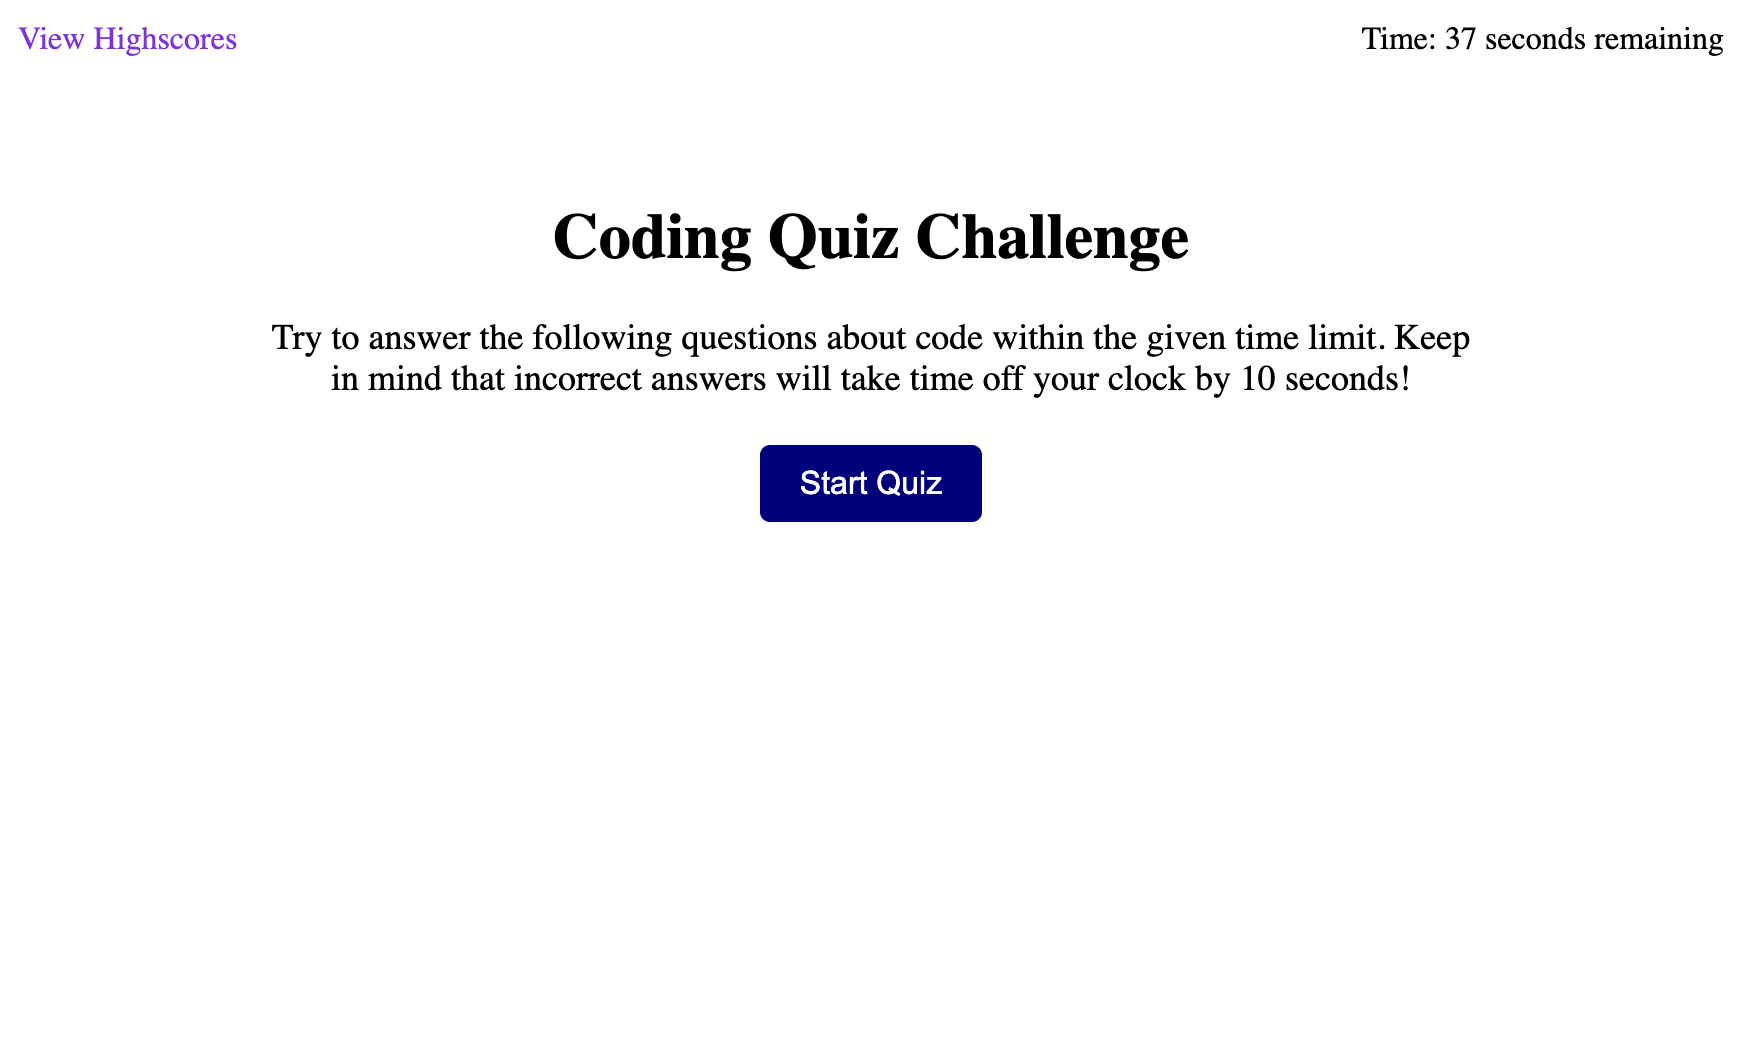 View Highscores
Time: 37 seconds remaining
Coding Quiz Challenge
Try to answer the following questions about code within the given time limit. Keep
in mind that incorrect answers will take time off your clock by 10 seconds!
Start Quiz